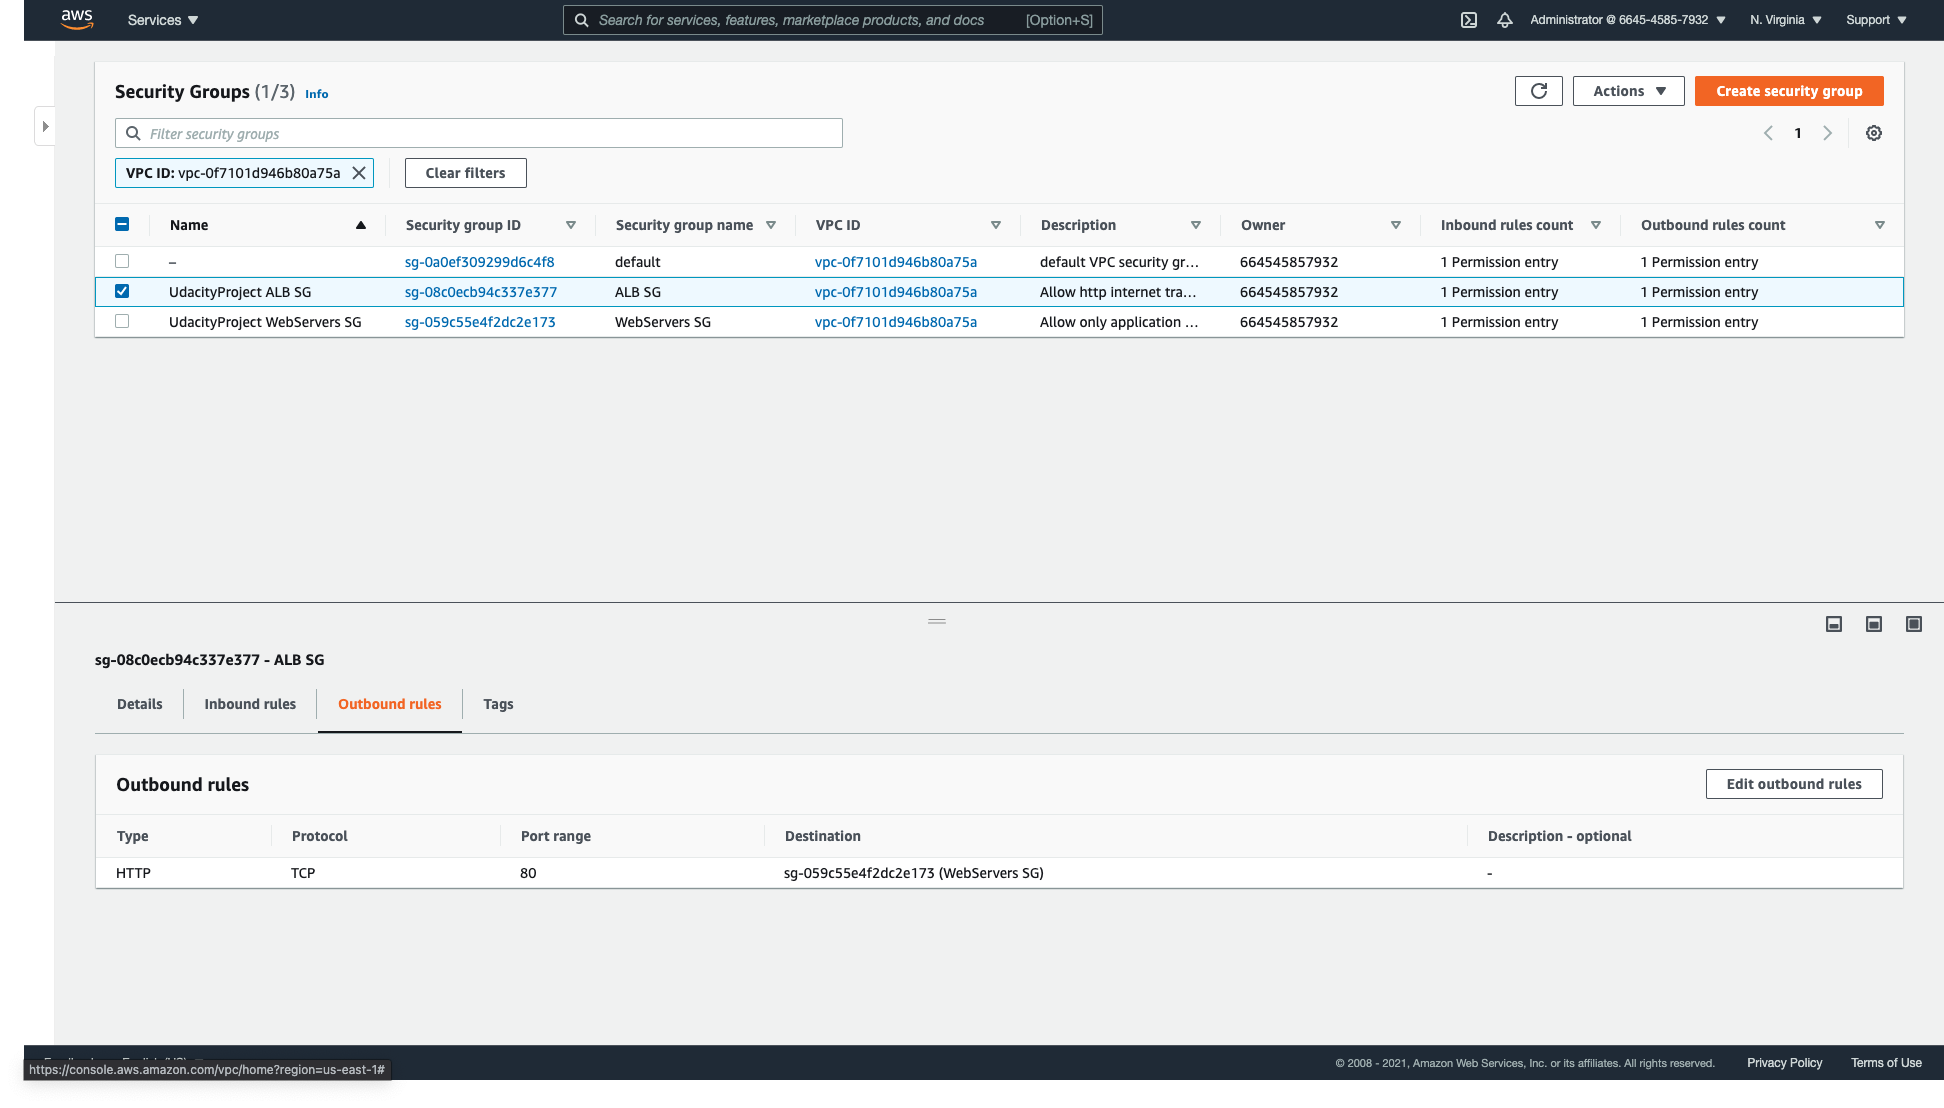 aws Services Search for services, features, marketplace products, and docs [Option+S] Administrator @ 6645-4585-7932 N. Virginia Support
Security Groups (1/3) Info Actions Create security group
Filter security groups 1
VPC ID: vpc-0f7101d946b80a75a Clear filters
Name Security group ID Security group name VPC ID Description Owner Inbound rules count Outbound rules count
– sg-0a0ef309299d6c4f8 default vpc-0f7101d946b80a75a default VPC security gr... 664545857932 1 Permission entry 1 Permission entry
UdacityProject ALB SG sg-08c0ecb94c337e377 ALB SG vpc-0f7101d946b80a75a Allow http internet tra... 664545857932 1 Permission entry 1 Permission entry
UdacityProject WebServers SG sg-059c55e4f2dc2e173 WebServers SG vpc-0f7101d946b80a75a Allow only application ... 664545857932 1 Permission entry 1 Permission entry
sg-08c0ecb94c337e377 - ALB SG
Details Inbound rules Outbound rules Tags
Outbound rules Edit outbound rules
Type Protocol Port range Destination Description - optional
HTTP TCP 80 sg-059c55e4f2dc2e173 (WebServers SG) -
© 2008 - 2021, Amazon Web Services, Inc. or its affiliates. All rights reserved. Privacy Policy Terms of Use
https://console.aws.amazon.com/vpc/home?region=us-east-1#